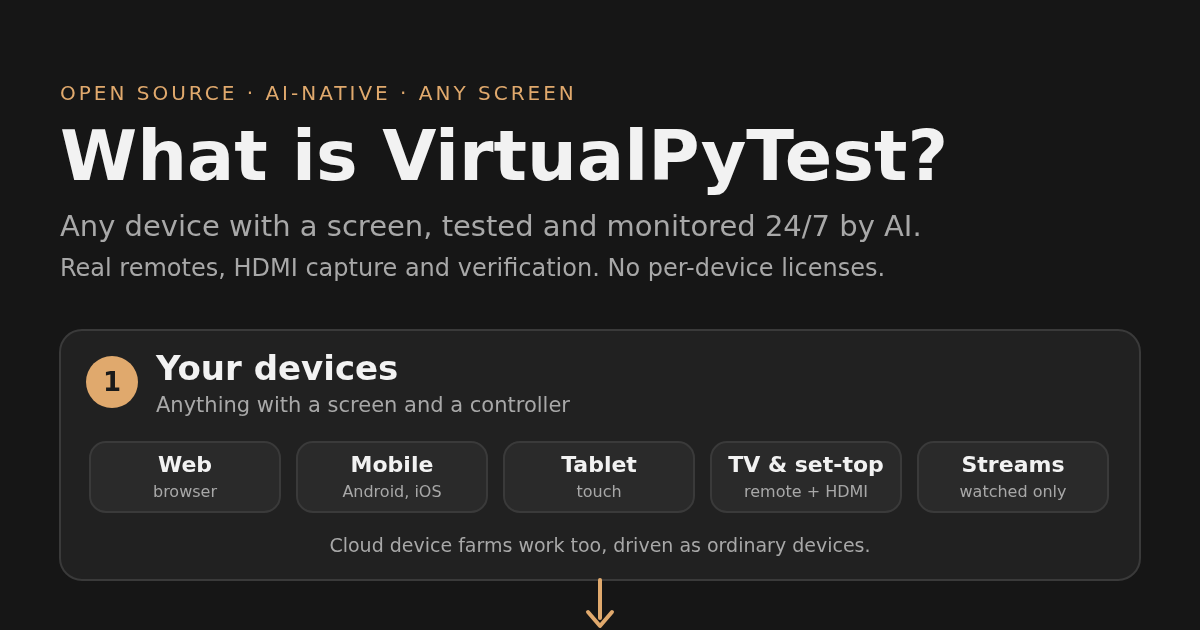 OPEN SOURCE · AI-NATIVE · ANY SCREEN
What is VirtualPyTest?
Any device with a screen, tested and monitored 24/7 by AI.
Real remotes, HDMI capture and verification. No per-device licenses.
1
Your devices
Anything with a screen and a controller
Web
browser
Mobile
Android, iOS
Tablet
touch
TV & set-top
remote + HDMI
Streams
watched only
Cloud device farms work too, driven as ordinary devices.